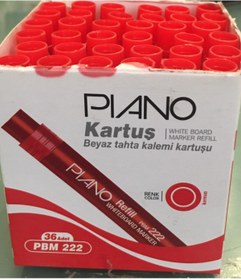 PIANO
Kartuş
WHITE BOARD
MARKER REFILL
Beyaz tahta kalemi kartuşu
RENK
COLOR
PIANO Refill PBM 222
WHITEBOARD MARKER
36 Adet
PBM 222